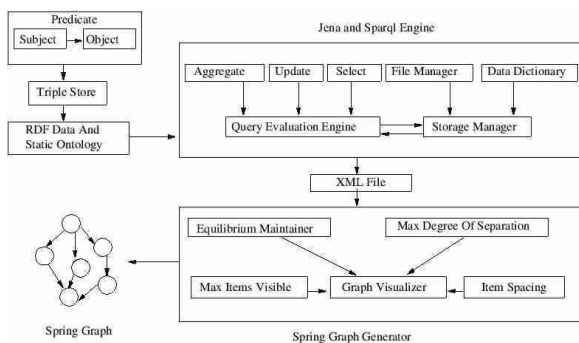 Predicate
Subject
Object
Triple Store
RDF Data And
Static Ontology
Jena and Sparql Engine
Aggregate
Update
Select
File Manager
Data Dictionary
Query Evaluation Engine
Storage Manager
XML File
Equilibrium Maintainer
Max Degree Of Separation
Max Items Visible
Graph Visualizer
Item Spacing
Spring Graph
Spring Graph Generator